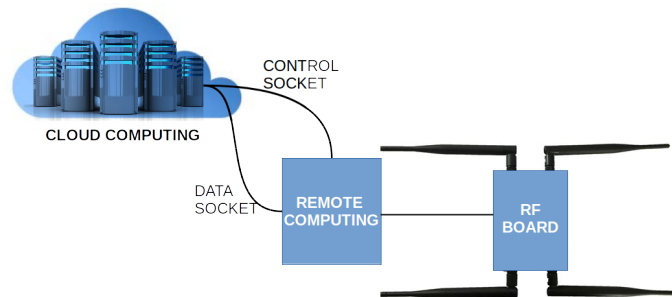 CONTROL
SOCKET
CLOUD COMPUTING
DATA
SOCKET
REMOTE
COMPUTING
RF
BOARD